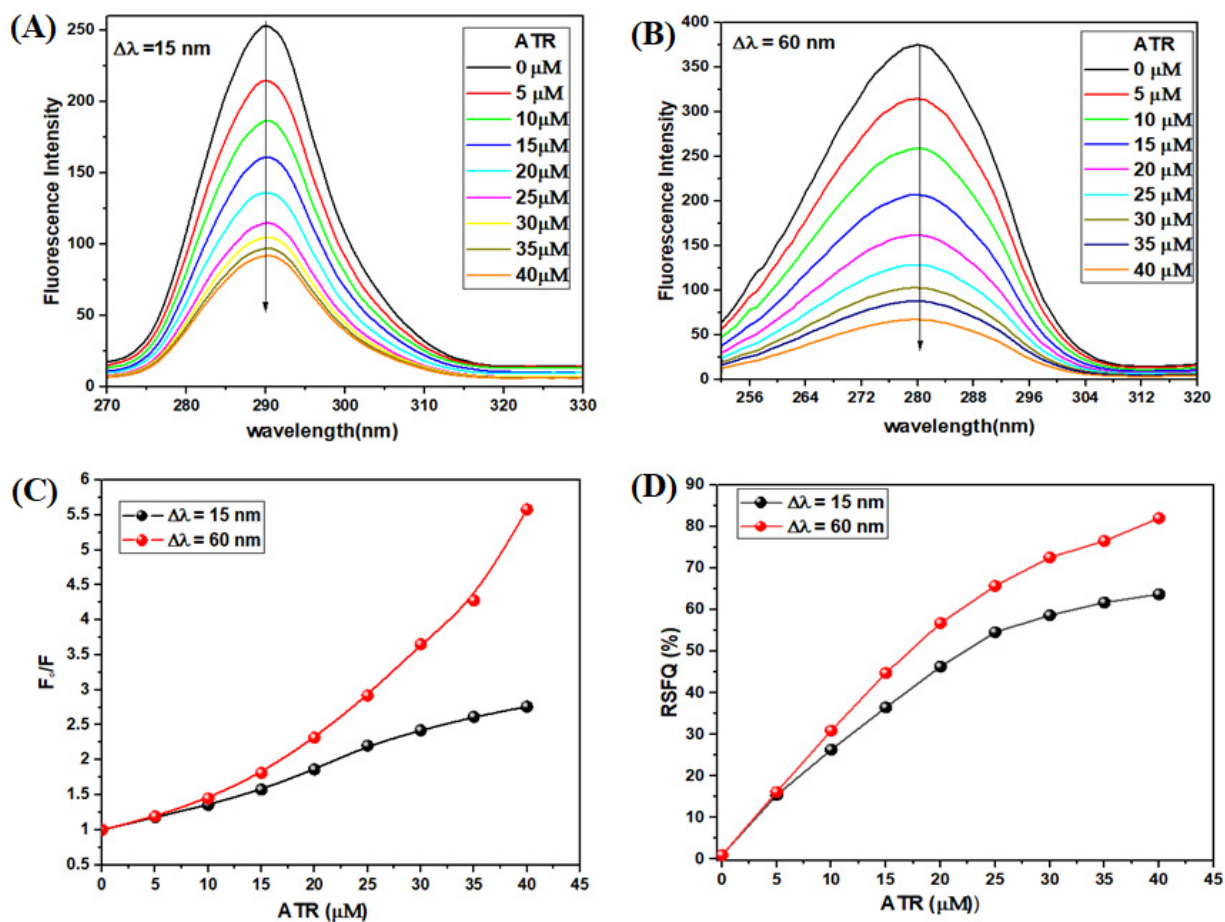 (A)
Δλ =15 nm
ATR
0 μM
5 μM
10μM
15μM
20μM
25μM
30μM
35μM
40μM
Fluorescence Intensity
250
200
150
100
50
0
270 280 290 300 310 320 330
wavelength(nm)
(B)
Δλ = 60 nm
ATR
0 μM
5 μM
10 μM
15 μM
20 μM
25 μM
30 μM
35 μM
40 μM
Fluorescence Intensity
400
350
300
250
200
150
100
50
0
256 264 272 280 288 296 304 312 320
wavelength(nm)
(C)
Δλ = 15 nm
Δλ = 60 nm
F₀/F
6
5.5
5
4.5
4
3.5
3
2.5
2
1.5
1
0.5
0 5 10 15 20 25 30 35 40 45
ATR (μM)
(D)
Δλ = 15 nm
Δλ = 60 nm
RSFQ (%)
90
80
70
60
50
40
30
20
10
0
0 5 10 15 20 25 30 35 40 45
ATR (μM))